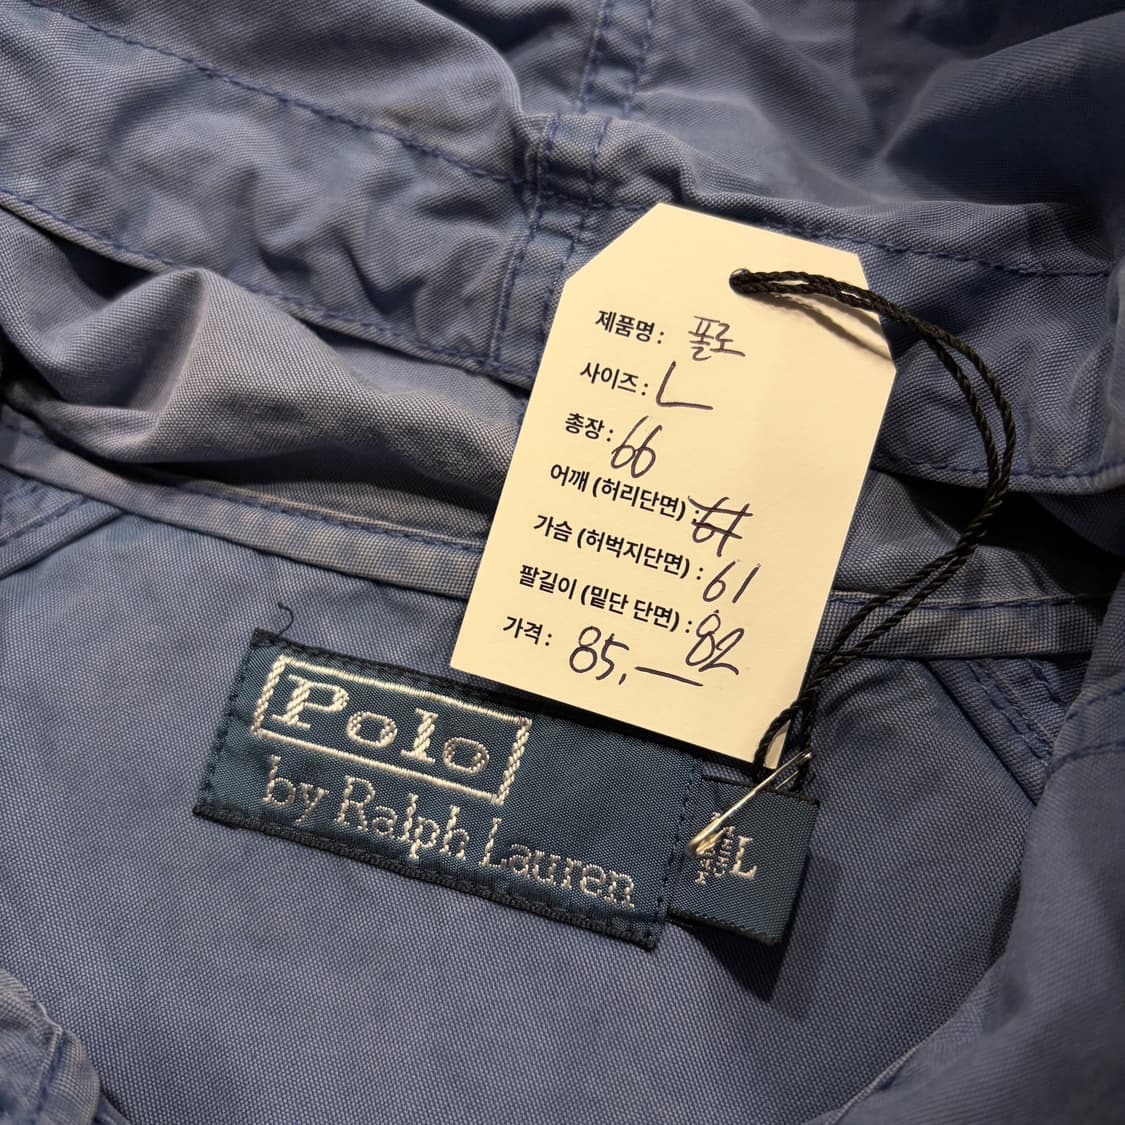 제품명 : 폴로
사이즈 : L
총장 : 66
어깨 (허리단면) :
가슴 (허벅지단면) : 61
팔길이 (밑단 단면) : 82
가격 : 85,—
Polo
by Ralph Lauren
L